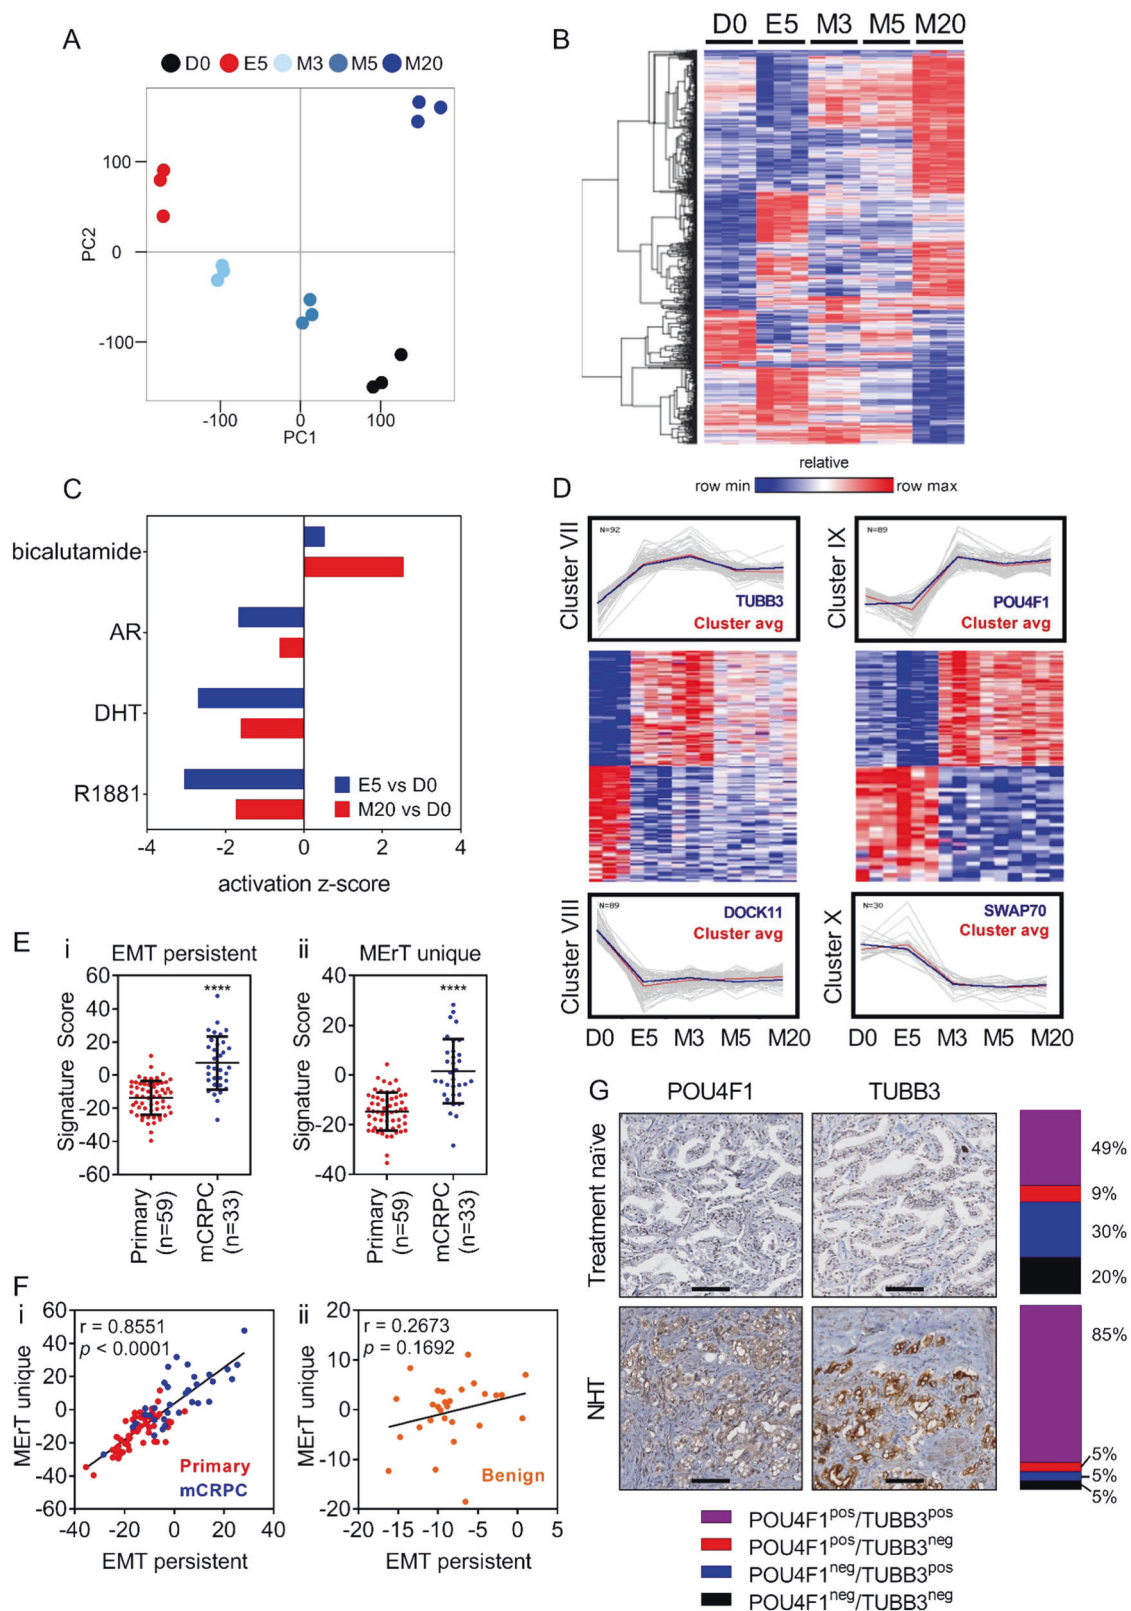 A
D0 E5 M3 M5 M20
PC2
100
0
-100
-100 0 100
PC1
B
D0 E5 M3 M5 M20
relative
row min row max
C
bicalutamide
AR
DHT
R1881
E5 vs D0
M20 vs D0
-4 -2 0 2 4
activation z-score
D
Cluster VII
N=92
TUBB3
Cluster avg
Cluster IX
N=89
POU4F1
Cluster avg
Cluster VIII
N=89
DOCK11
Cluster avg
Cluster X
N=30
SWAP70
Cluster avg
D0 E5 M3 M5 M20
D0 E5 M3 M5 M20
E
i EMT persistent
Signature Score
60
40
20
0
-20
-40
-60
****
Primary (n=59)
mCRPC (n=33)
ii MErT unique
Signature Score
40
20
0
-20
-40
****
Primary (n=59)
mCRPC (n=33)
F
i
MErT unique
60
40
20
0
-20
-40
-60
r = 0.8551
p < 0.0001
Primary
mCRPC
-40 -20 0 20 40
EMT persistent
ii
MErT unique
20
10
0
-10
-20
r = 0.2673
p = 0.1692
Benign
-20 -15 -10 -5 0 5
EMT persistent
G
POU4F1 TUBB3
Treatment naïve
49%
9%
30%
20%
NHT
85%
5%
5%
5%
POU4F1pos/TUBB3pos
POU4F1pos/TUBB3neg
POU4F1neg/TUBB3pos
POU4F1neg/TUBB3neg